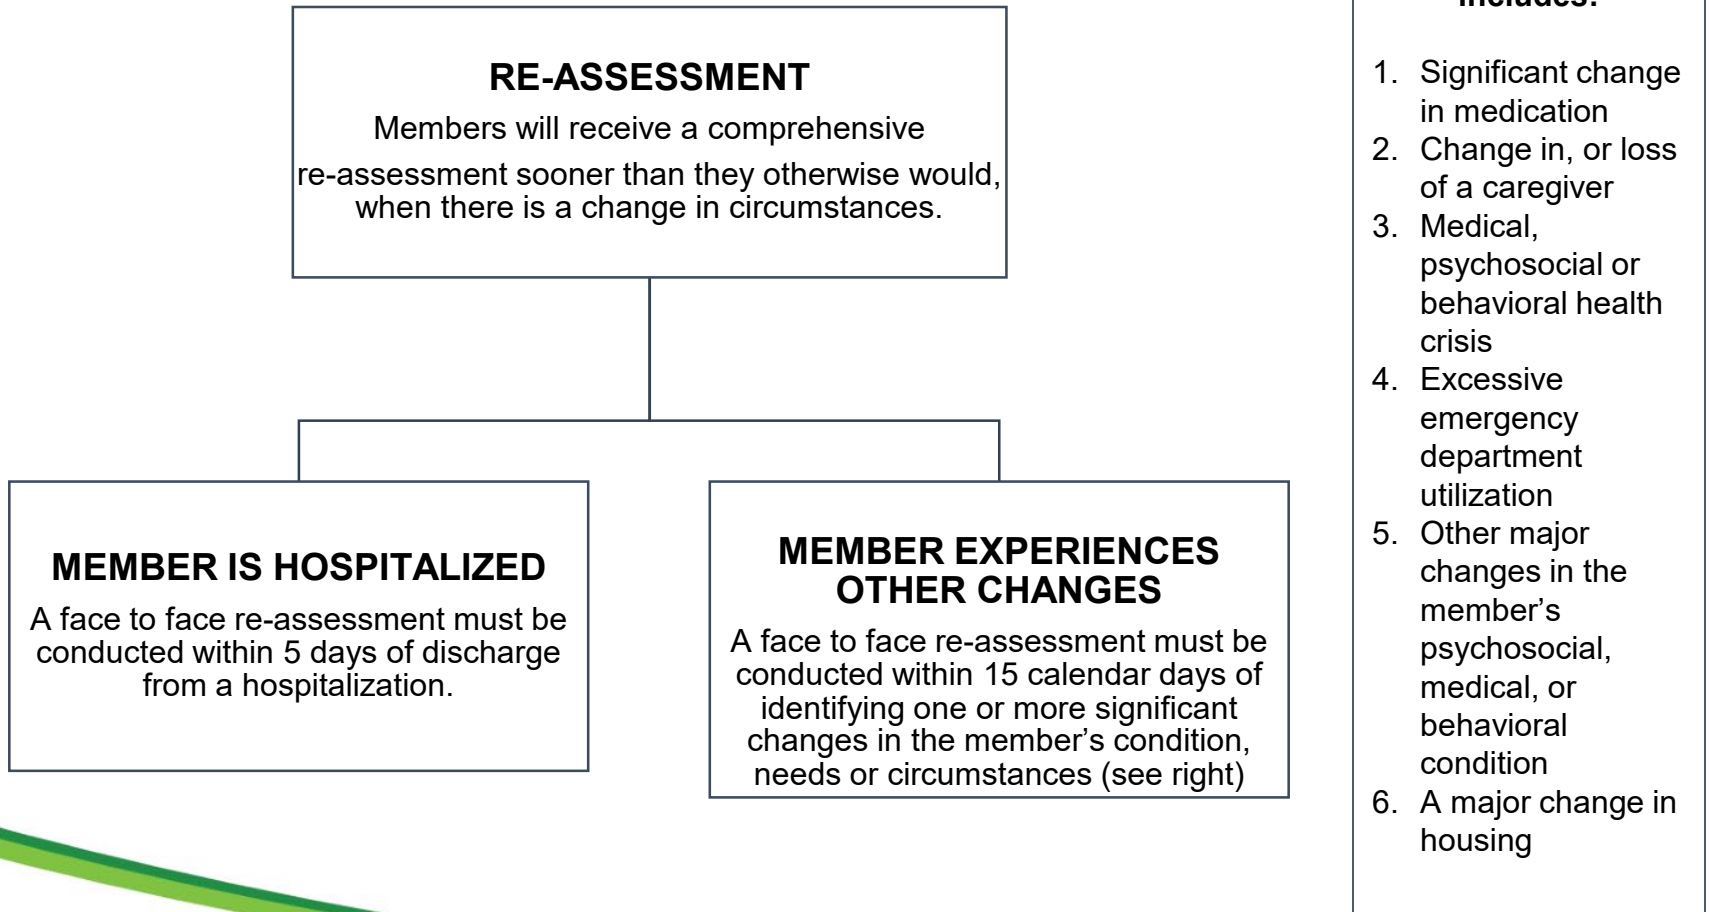 RE-ASSESSMENT
Members will receive a comprehensive
re-assessment sooner than they otherwise would,
when there is a change in circumstances.
MEMBER IS HOSPITALIZED
A face to face re-assessment must be
conducted within 5 days of discharge
from a hospitalization.
MEMBER EXPERIENCES
OTHER CHANGES
A face to face re-assessment must be
conducted within 15 calendar days of
identifying one or more significant
changes in the member’s condition,
needs or circumstances (see right)
includes:
1. Significant change
in medication
2. Change in, or loss
of a caregiver
3. Medical,
psychosocial or
behavioral health
crisis
4. Excessive
emergency
department
utilization
5. Other major
changes in the
member’s
psychosocial,
medical, or
behavioral
condition
6. A major change in
housing